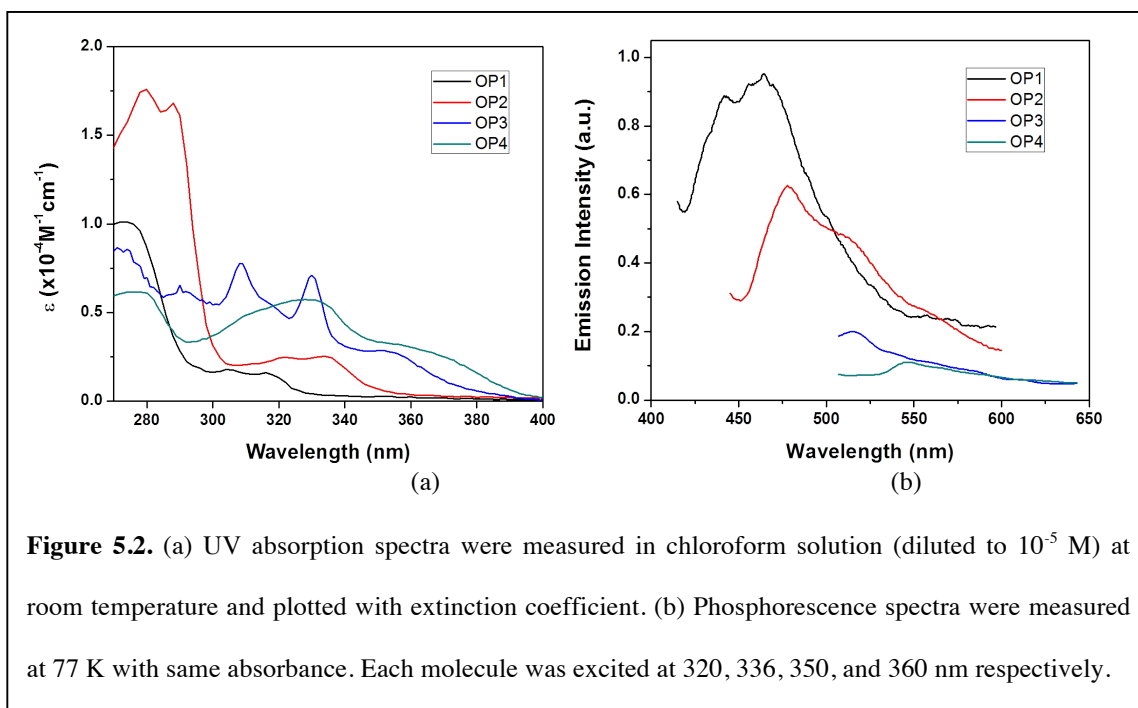 2.0
1.5
1.0
0.5
0.0
280 300 320 340 360 380 400
ε (x10⁻⁴M⁻¹cm⁻¹)
Wavelength (nm)
OP1
OP2
OP3
OP4
(a)
1.0
0.8
0.6
0.4
0.2
0.0
400 450 500 550 600 650
Emission Intensity (a.u.)
Wavelength (nm)
OP1
OP2
OP3
OP4
(b)
Figure 5.2. (a) UV absorption spectra were measured in chloroform solution (diluted to 10⁻⁵ M) at
room temperature and plotted with extinction coefficient. (b) Phosphorescence spectra were measured
at 77 K with same absorbance. Each molecule was excited at 320, 336, 350, and 360 nm respectively.